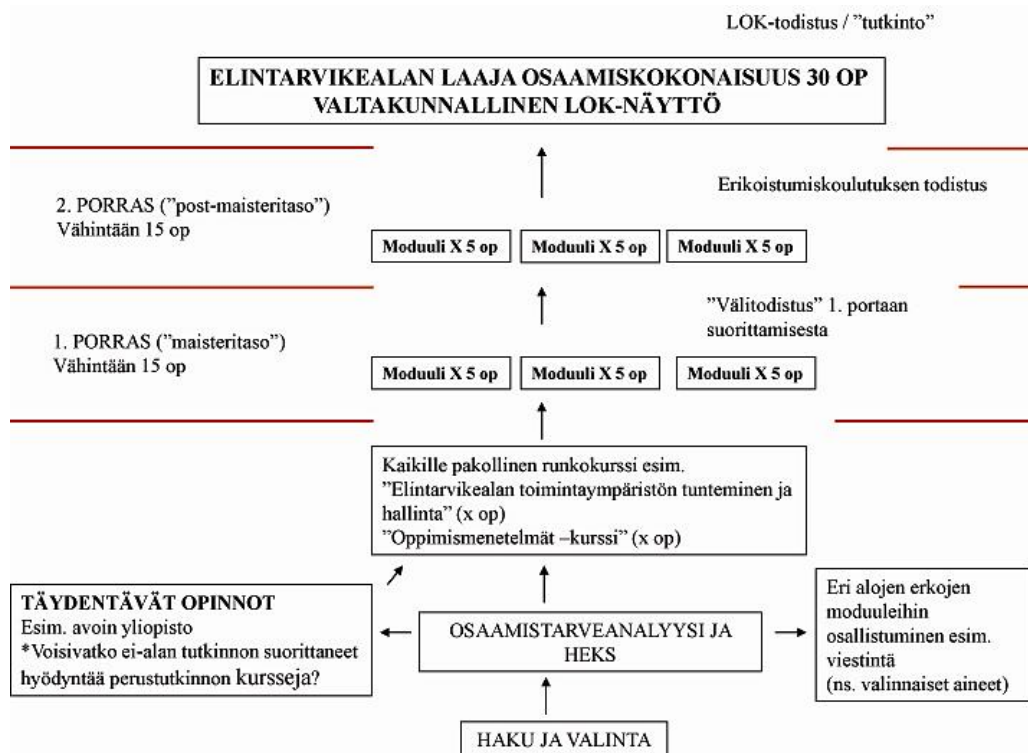 LOK-todistus / ”tutkinto”
ELINTARVIKEALAN LAAJA OSAAMISKOKONAISUUS 30 OP
VALTAKUNNALLINEN LOK-NÄYTTÖ
Erikoistumiskoulutuksen todistus
2. PORRAS (”post-maisteritaso”)
Vähintään 15 op
Moduuli X 5 op
Moduuli X 5 op
Moduuli X 5 op
”Välitodistus” 1. portaan
suorittamisesta
1. PORRAS (”maisteritaso”)
Vähintään 15 op
Moduuli X 5 op
Moduuli X 5 op
Moduuli X 5 op
Kaikille pakollinen runkokurssi esim.
”Elintarvikealan toimintaympäristön tunteminen ja
hallinta” (x op)
”Oppimismenetelmät –kurssi” (x op)
TÄYDENTÄVÄT OPINNOT
Esim. avoin yliopisto
*Voisivatko ei-alan tutkinnon suorittaneet
hyödyntää perustutkinnon kursseja?
OSAAMISTARVEANALYYSI JA
HEKS
Eri alojen erkojen
moduuleihin
osallistuminen esim.
viestintä
(ns. valinnaiset aineet)
HAKU JA VALINTA